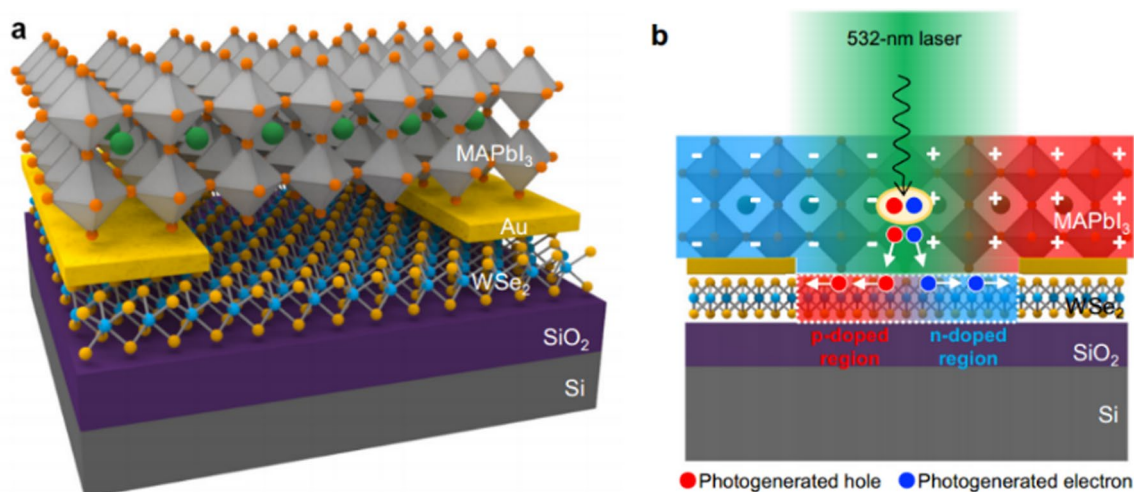 a
MAPbI₃
Au
WSe₂
SiO₂
Si
b
532-nm laser
- - - + + +
MAPbI₃
- - - + + +
- - - + + +
WSe₂
p-doped region
n-doped region
SiO₂
Si
Photogenerated hole
Photogenerated electron